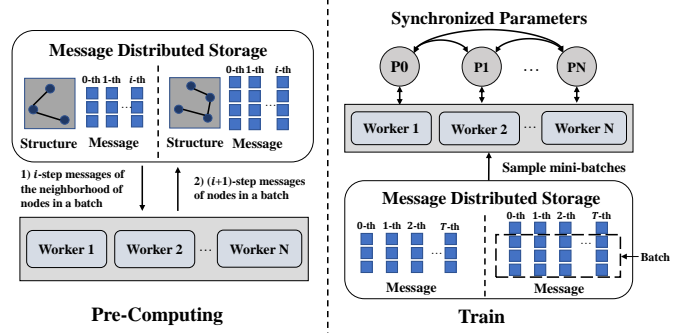 Message Distributed Storage
0-th 1-th i-th
...
Structure Message
0-th 1-th i-th
...
Structure Message
1) i-step messages of
the neighborhood of
nodes in a batch
2) (i+1)-step messages
of nodes in a batch
Worker 1 Worker 2 ... Worker N
Pre-Computing
Synchronized Parameters
P0 P1 ... PN
Worker 1 Worker 2 ... Worker N
Sample mini-batches
Message Distributed Storage
0-th 1-th 2-th T-th
...
Message
0-th 1-th 2-th T-th
...
Batch
Message
Train